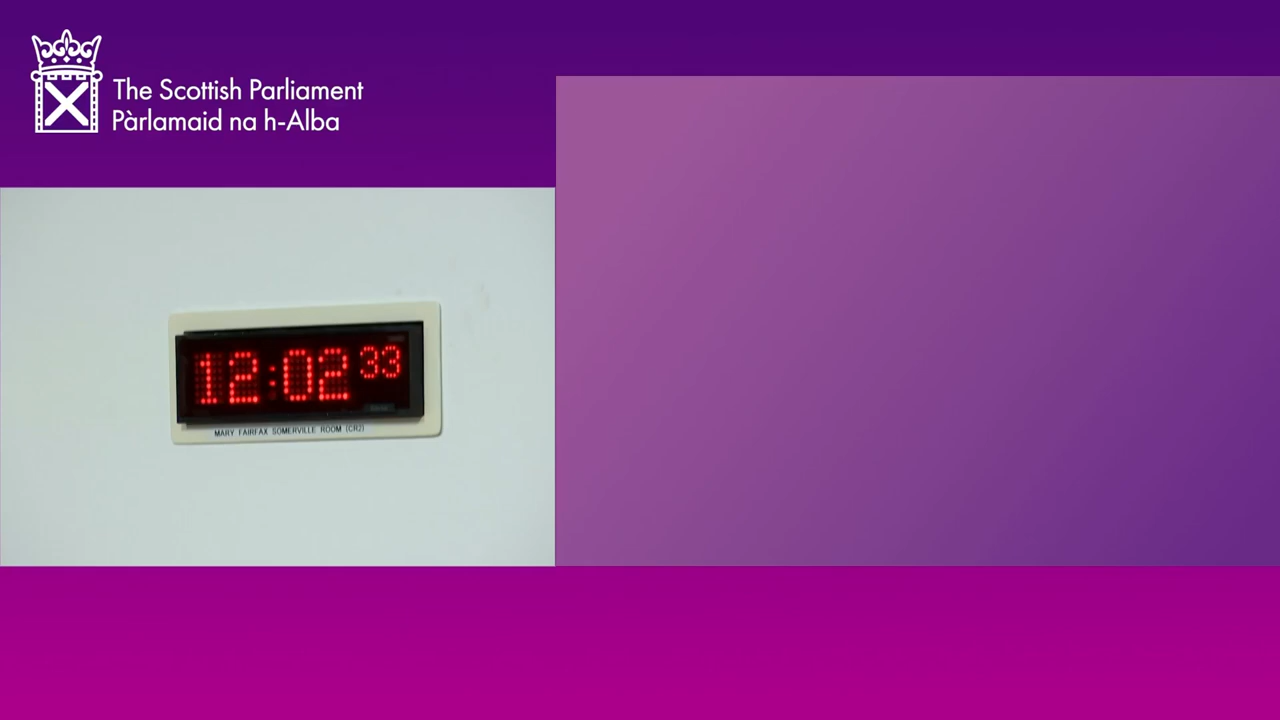 The Scottish Parliament
Pàrlamaid na h-Alba
12:02 33
MARY FAIRFAX SOMERVILLE ROOM (CR2)